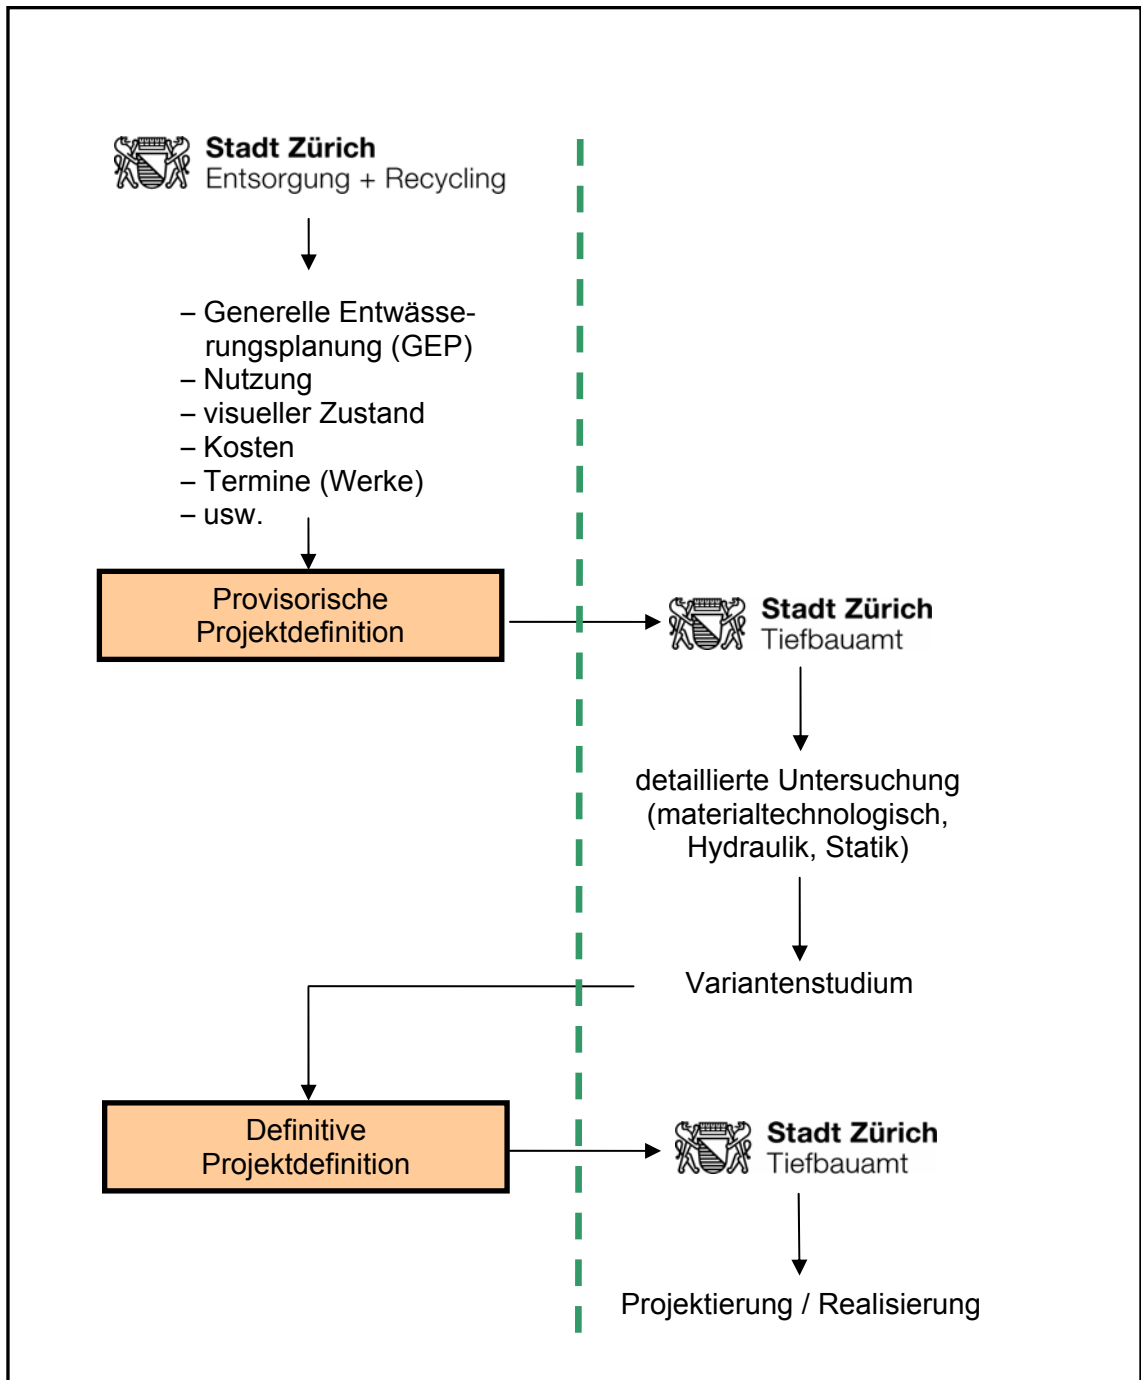 Stadt Zürich
Entsorgung + Recycling
– Generelle Entwässe-
rungsplanung (GEP)
– Nutzung
– visueller Zustand
– Kosten
– Termine (Werke)
– usw.
Provisorische
Projektdefinition
Stadt Zürich
Tiefbauamt
detaillierte Untersuchung
(materialtechnologisch,
Hydraulik, Statik)
Variantenstudium
Definitive
Projektdefinition
Stadt Zürich
Tiefbauamt
Projektierung / Realisierung